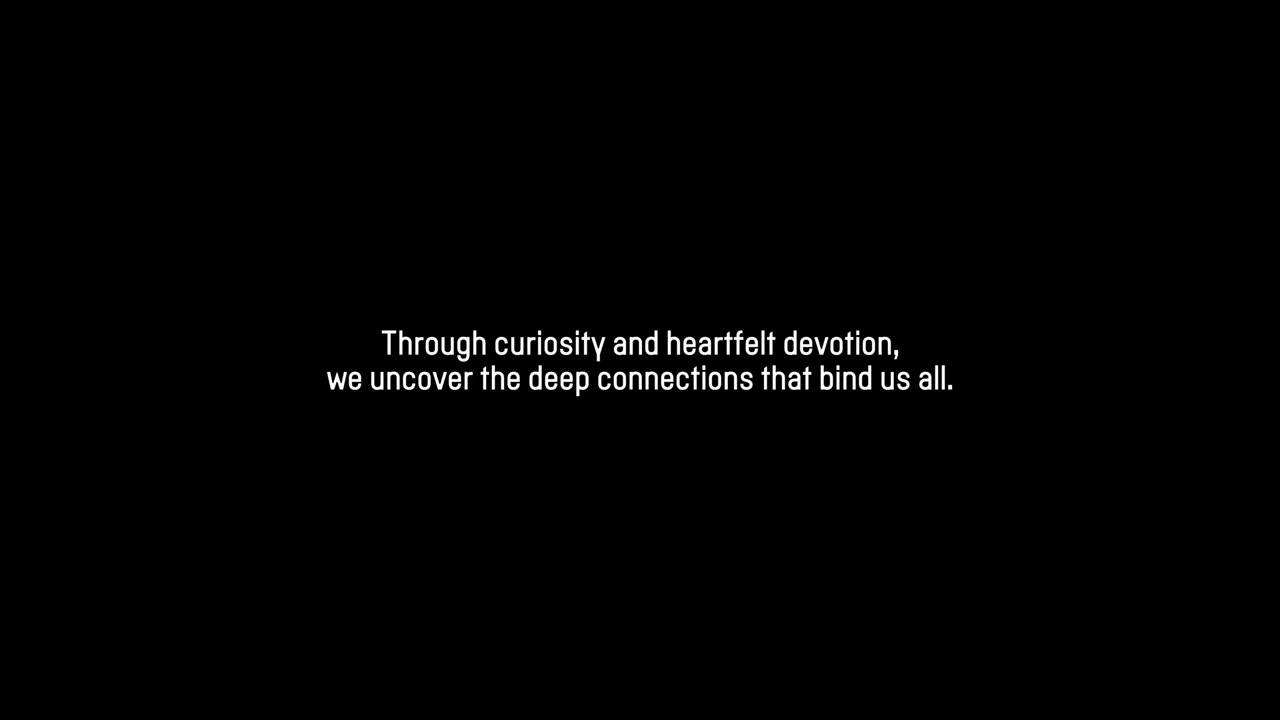 Through curiosity and heartfelt devotion,
we uncover the deep connections that bind us all.